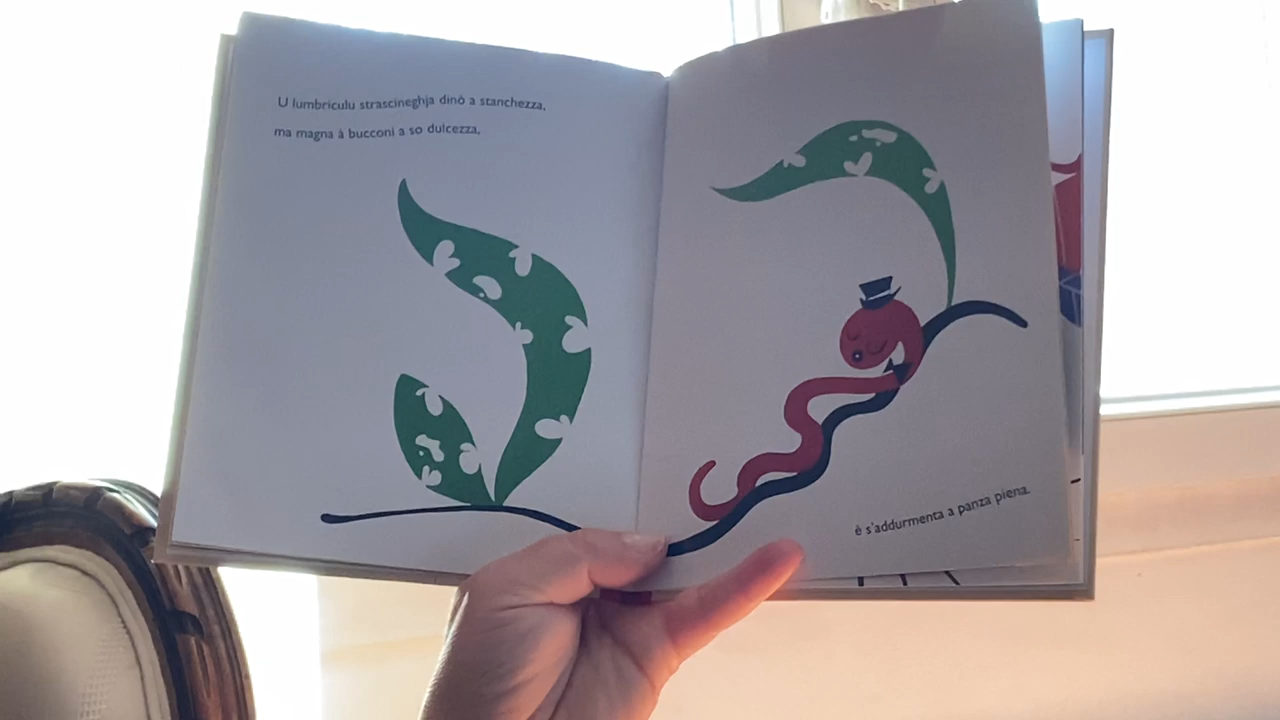 U lumbriculu strascineghja dinò a stanchezza,
ma magna à bucconi a so dulcezza,
è s'addurmenta a panza piena.